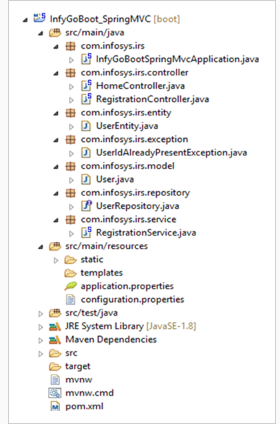 InfyGoBoot_SpringMVC [boot]
src/main/java
com.infosys.irs
InfyGoBootSpringMvcApplication.java
com.infosys.irs.controller
HomeController.java
RegistrationController.java
com.infosys.irs.entity
UserEntity.java
com.infosys.irs.exception
UserIdAlreadyPresentException.java
com.infosys.irs.model
User.java
com.infosys.irs.repository
UserRepository.java
com.infosys.irs.service
RegistrationService.java
src/main/resources
static
templates
application.properties
configuration.properties
src/test/java
JRE System Library [JavaSE-1.8]
Maven Dependencies
src
target
mvnw
mvnw.cmd
pom.xml